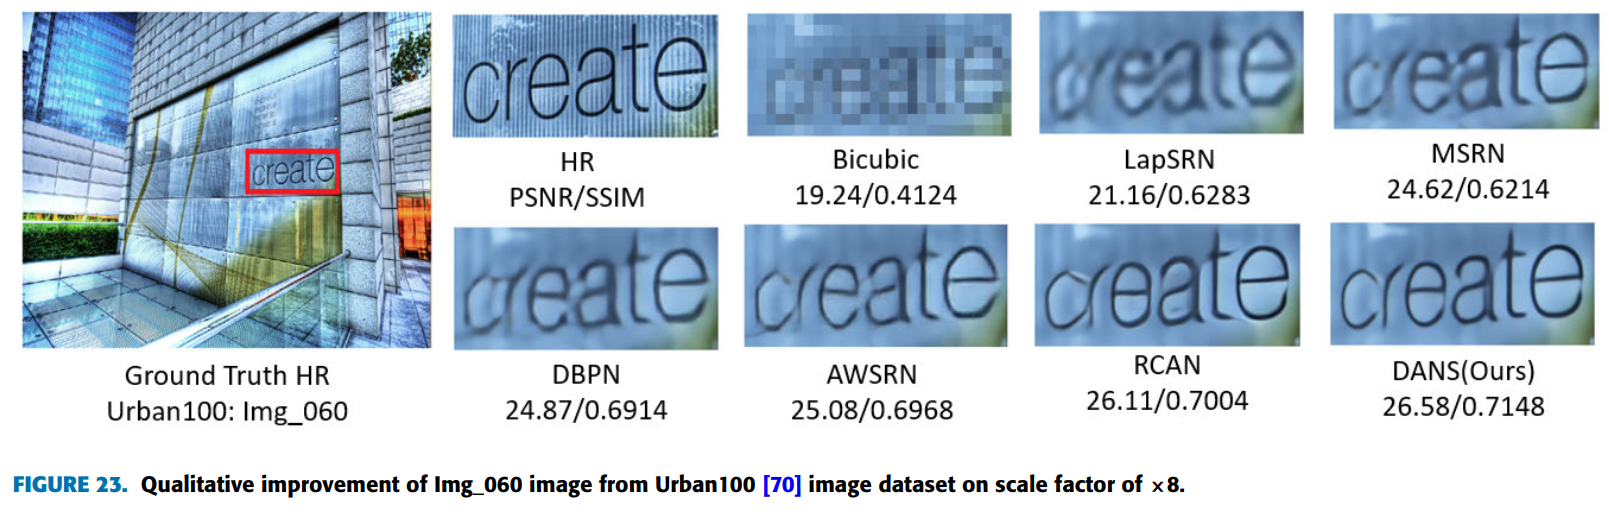 create
create
create
create
create
HR
PSNR/SSIM
Bicubic
19.24/0.4124
LapSRN
21.16/0.6283
MSRN
24.62/0.6214
create
create
create
create
Ground Truth HR
Urban100: Img_060
DBPN
24.87/0.6914
AWSRN
25.08/0.6968
RCAN
26.11/0.7004
DANS(Ours)
26.58/0.7148
FIGURE 23. Qualitative improvement of Img_060 image from Urban100 [70] image dataset on scale factor of ×8.